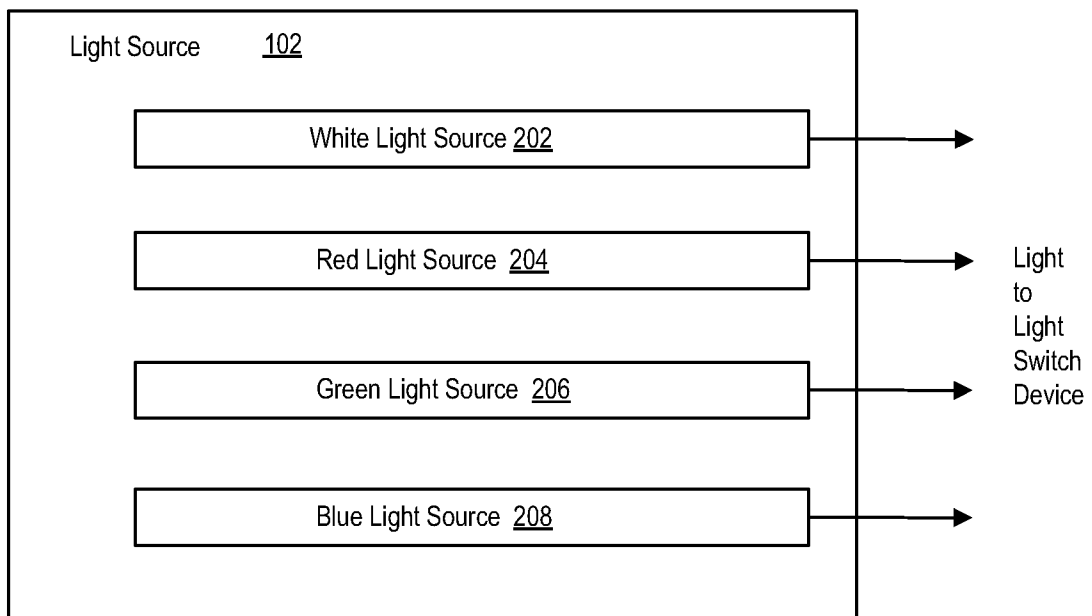 Light Source 102
White Light Source 202
Red Light Source 204
Green Light Source 206
Blue Light Source 208
Light
to
Light
Switch
Device